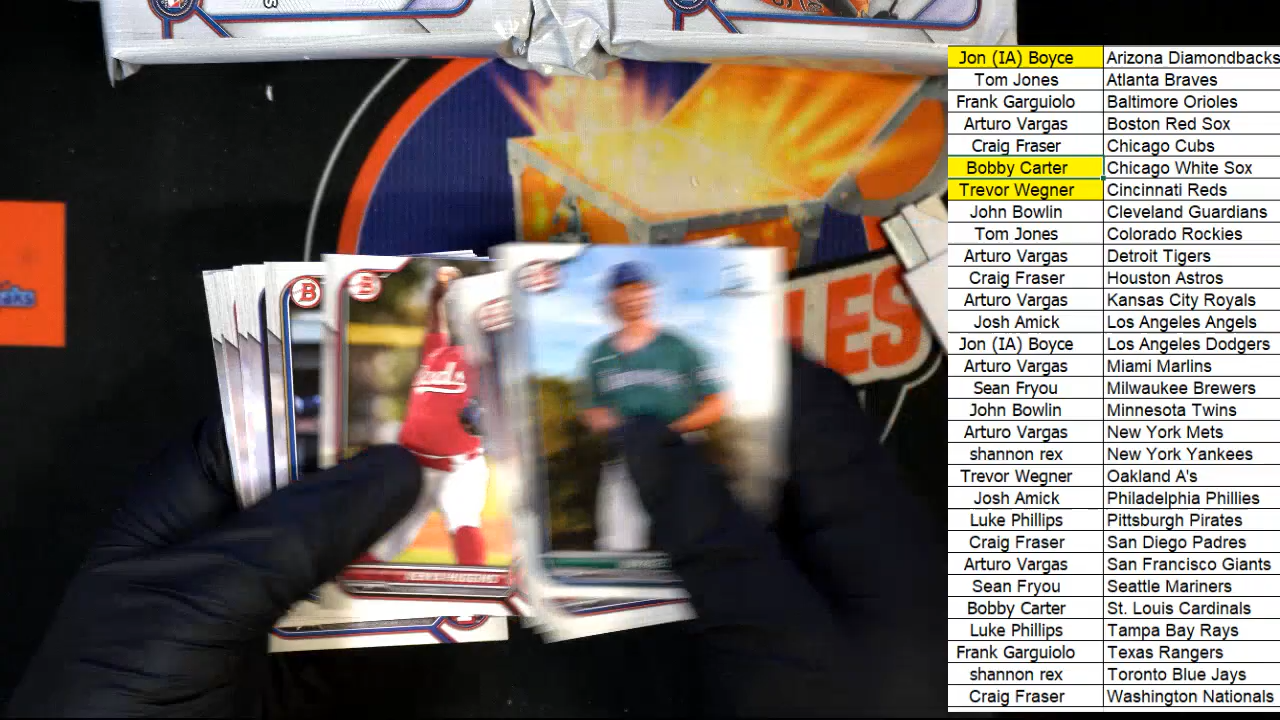 Jon (IA) Boyce Arizona Diamondbacks
Tom Jones Atlanta Braves
Frank Garguiolo Baltimore Orioles
Arturo Vargas Boston Red Sox
Craig Fraser Chicago Cubs
Bobby Carter Chicago White Sox
Trevor Wegner Cincinnati Reds
John Bowlin Cleveland Guardians
Tom Jones Colorado Rockies
Arturo Vargas Detroit Tigers
Craig Fraser Houston Astros
Arturo Vargas Kansas City Royals
Josh Amick Los Angeles Angels
Jon (IA) Boyce Los Angeles Dodgers
Arturo Vargas Miami Marlins
Sean Fryou Milwaukee Brewers
John Bowlin Minnesota Twins
Arturo Vargas New York Mets
shannon rex New York Yankees
Trevor Wegner Oakland A's
Josh Amick Philadelphia Phillies
Luke Phillips Pittsburgh Pirates
Craig Fraser San Diego Padres
Arturo Vargas San Francisco Giants
Sean Fryou Seattle Mariners
Bobby Carter St. Louis Cardinals
Luke Phillips Tampa Bay Rays
Frank Garguiolo Texas Rangers
shannon rex Toronto Blue Jays
Craig Fraser Washington Nationals
B
B
Reds
LES